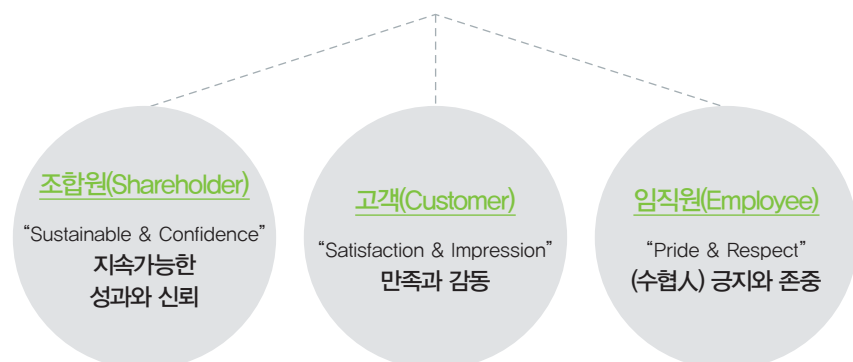 조합원(Shareholder)
“Sustainable & Confidence”
지속가능한
성과와 신뢰
고객(Customer)
“Satisfaction & Impression”
만족과 감동
임직원(Employee)
“Pride & Respect”
(수협人) 긍지와 존중